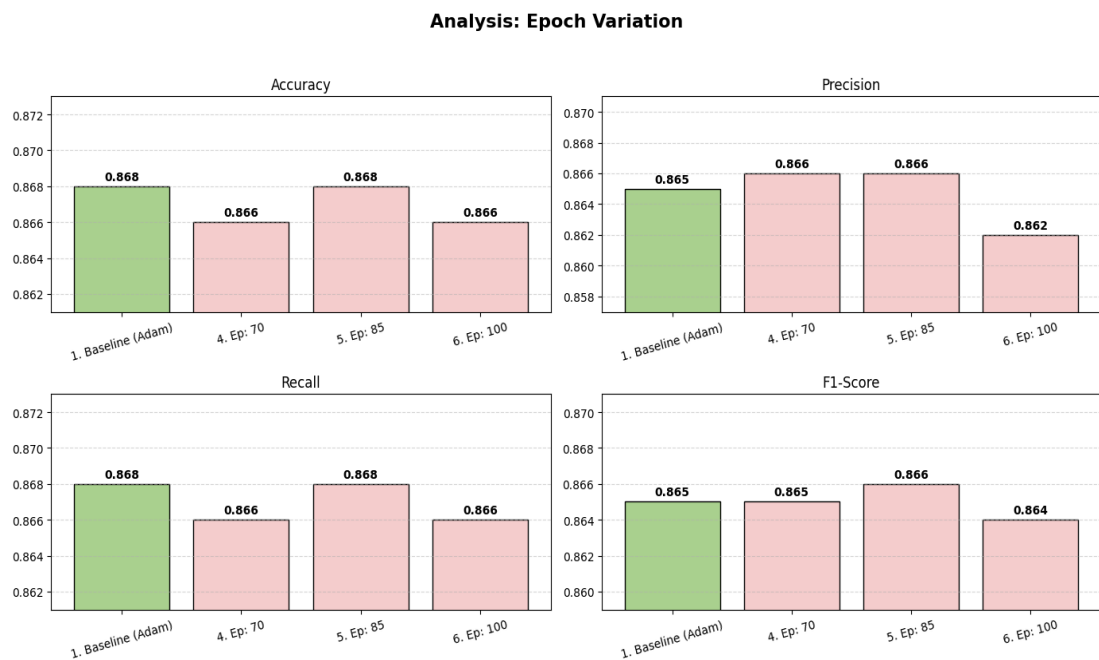 Analysis: Epoch Variation
Accuracy
0.872
0.870
0.868
0.866
0.864
0.862
0.868
0.866
0.868
0.866
1. Baseline (Adam)
4. Ep: 70
5. Ep: 85
6. Ep: 100
Precision
0.870
0.868
0.866
0.864
0.862
0.860
0.858
0.865
0.866
0.866
0.862
1. Baseline (Adam)
4. Ep: 70
5. Ep: 85
6. Ep: 100
Recall
0.872
0.870
0.868
0.866
0.864
0.862
0.868
0.866
0.868
0.866
1. Baseline (Adam)
4. Ep: 70
5. Ep: 85
6. Ep: 100
F1-Score
0.870
0.868
0.866
0.864
0.862
0.860
0.865
0.865
0.866
0.864
1. Baseline (Adam)
4. Ep: 70
5. Ep: 85
6. Ep: 100